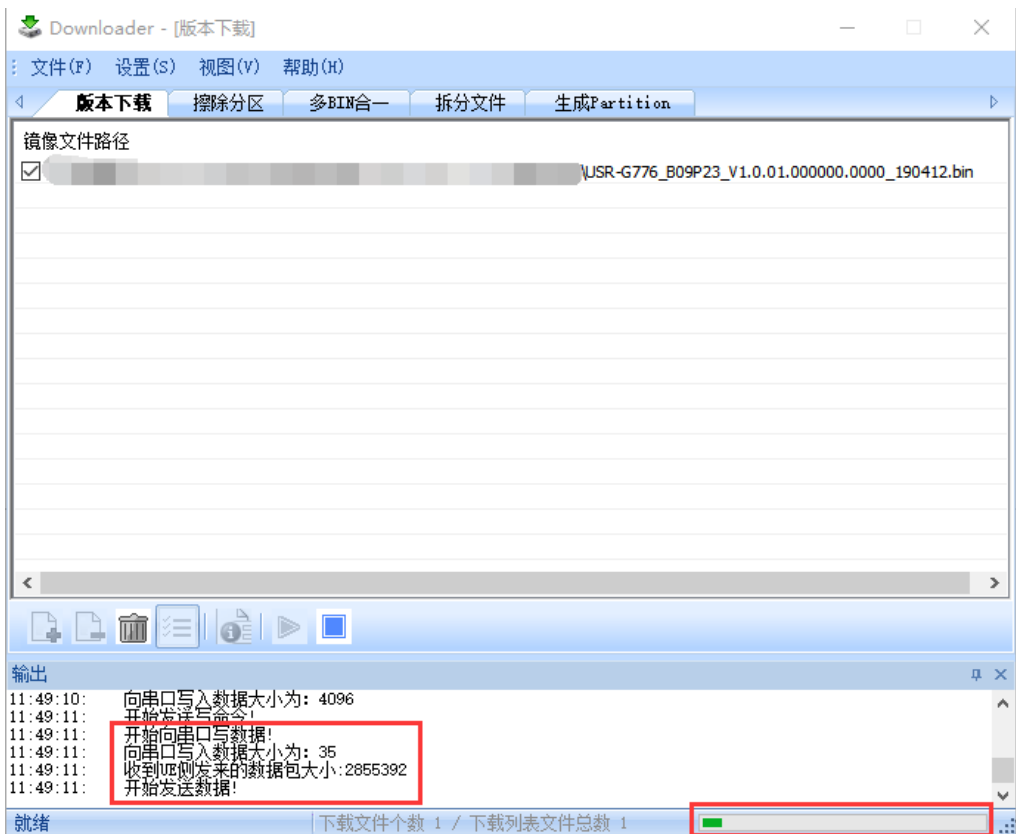 Downloader - [版本下载]
文件(F) 设置(S) 视图(V) 帮助(H)
版本下载 擦除分区 多BIN合一 拆分文件 生成Partition
镜像文件路径
\USR-G776_B09P23_V1.0.01.000000.0000_190412.bin
输出
11:49:10: 向串口写入数据大小为: 4096
11:49:11: 开始发送写命令!
11:49:11: 开始向串口写数据!
11:49:11: 向串口写入数据大小为: 35
11:49:11: 收到UE侧发来的数据包大小:2855392
11:49:11: 开始发送数据!
就绪 下载文件个数 1 / 下载列表文件总数 1